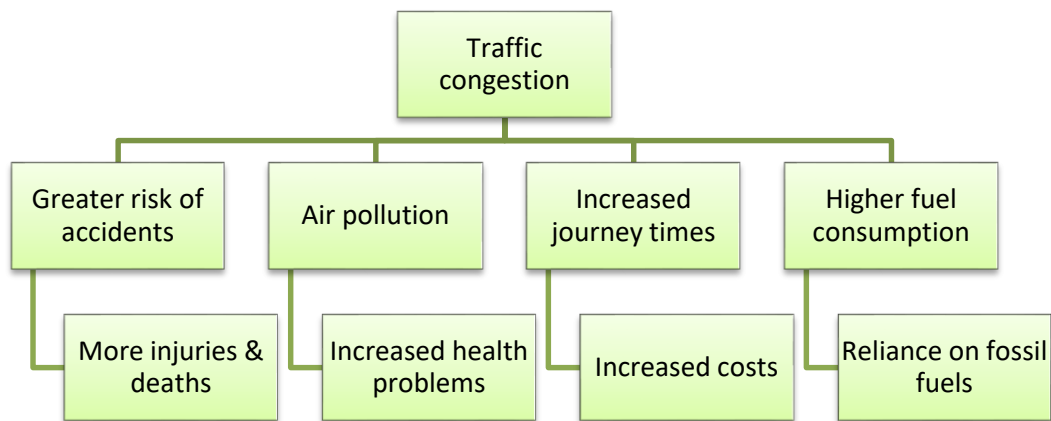 Traffic
congestion
Greater risk of
accidents
Air pollution
Increased
journey times
Higher fuel
consumption
More injuries &
deaths
Increased health
problems
Increased costs
Reliance on fossil
fuels